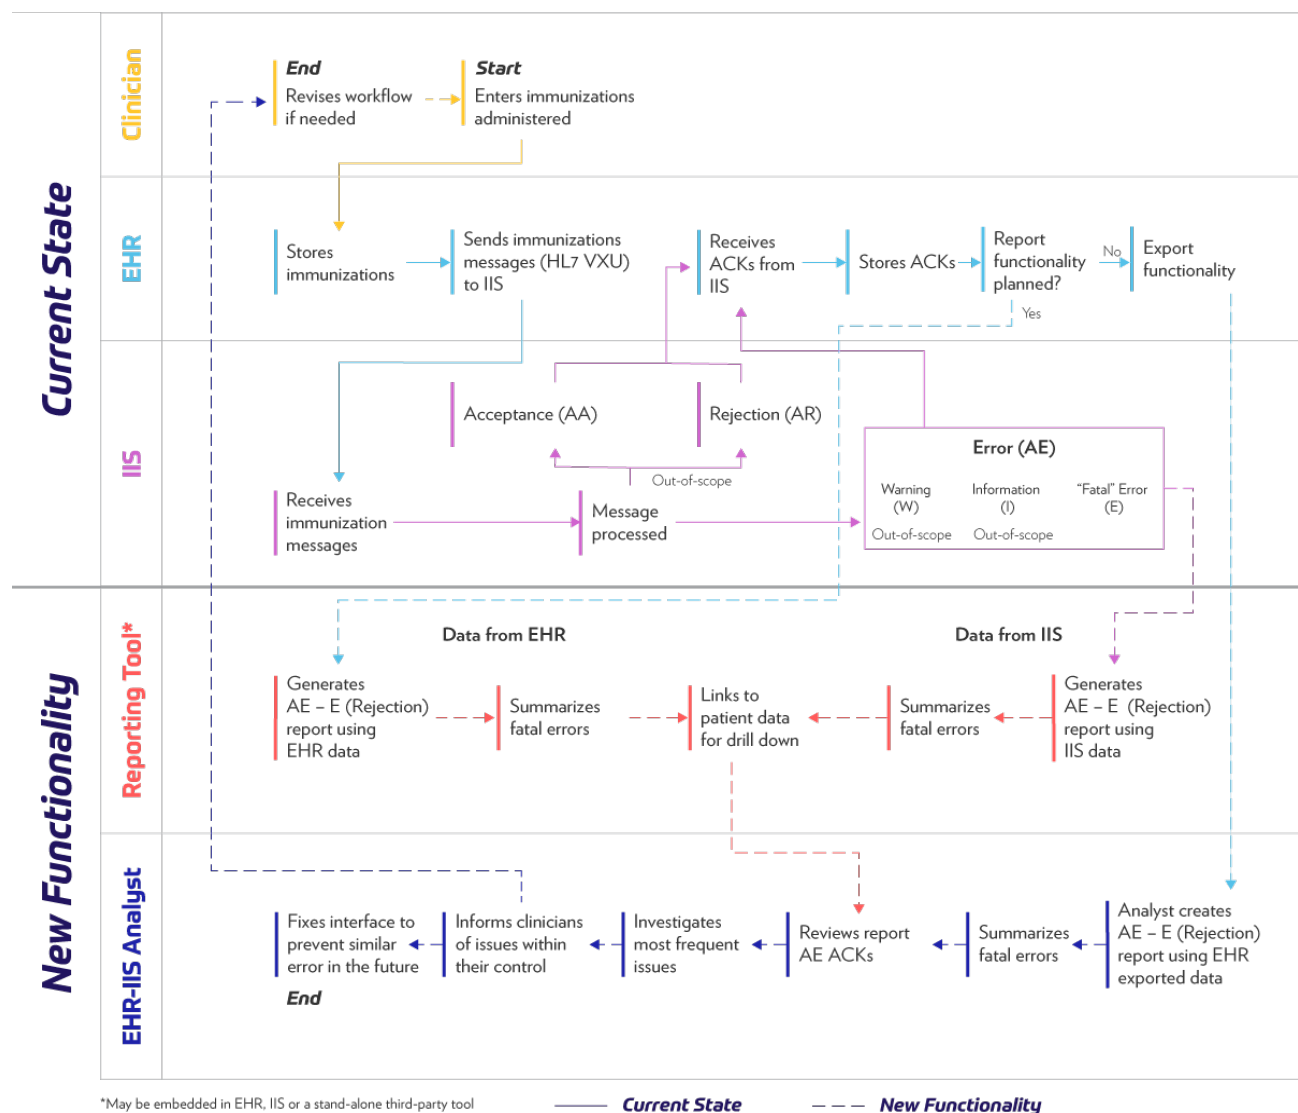 Current State
Clinician
End
Revises workflow
if needed
Start
Enters immunizations
administered
EHR
Stores
immunizations
Sends immunizations
messages (HL7 VXU)
to IIS
Receives
ACKs from
IIS
Stores ACKs
Report
functionality
planned?
No
Yes
Export
functionality
IIS
Acceptance (AA)
Rejection (AR)
Out-of-scope
Receives
immunization
messages
Message
processed
Error (AE)
Warning
(W)
Out-of-scope
Information
(I)
Out-of-scope
“Fatal” Error
(E)
New Functionality
Reporting Tool*
Data from EHR
Data from IIS
Generates
AE – E (Rejection)
report using
EHR data
Summarizes
fatal errors
Links to
patient data
for drill down
Summarizes
fatal errors
Generates
AE – E (Rejection)
report using
IIS data
EHR-IIS Analyst
Fixes interface to
prevent similar
error in the future
End
Informs clinicians
of issues within
their control
Investigates
most frequent
issues
Reviews report
AE ACKs
Summarizes
fatal errors
Analyst creates
AE – E (Rejection)
report using EHR
exported data
*May be embedded in EHR, IIS or a stand-alone third-party tool
Current State
New Functionality